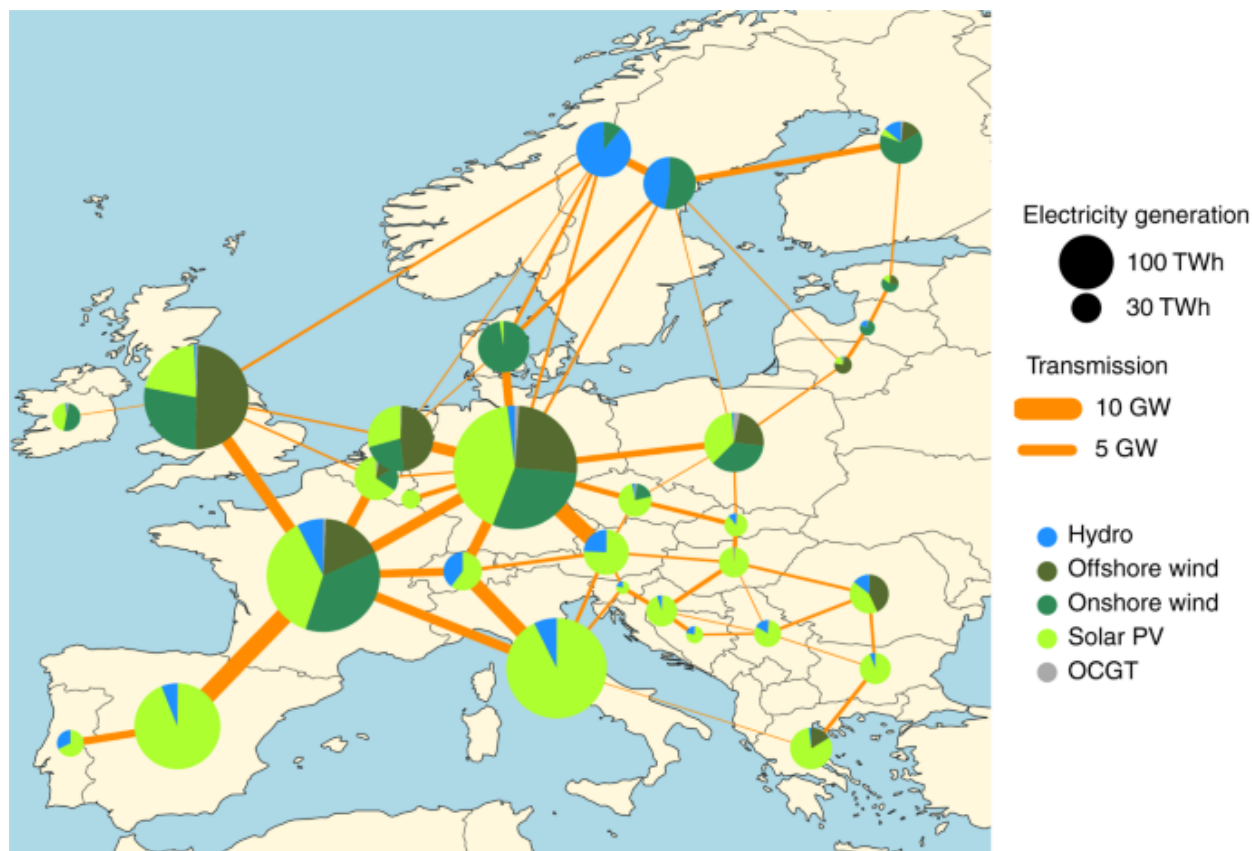 Electricity generation
100 TWh
30 TWh
Transmission
10 GW
5 GW
Hydro
Offshore wind
Onshore wind
Solar PV
OCGT